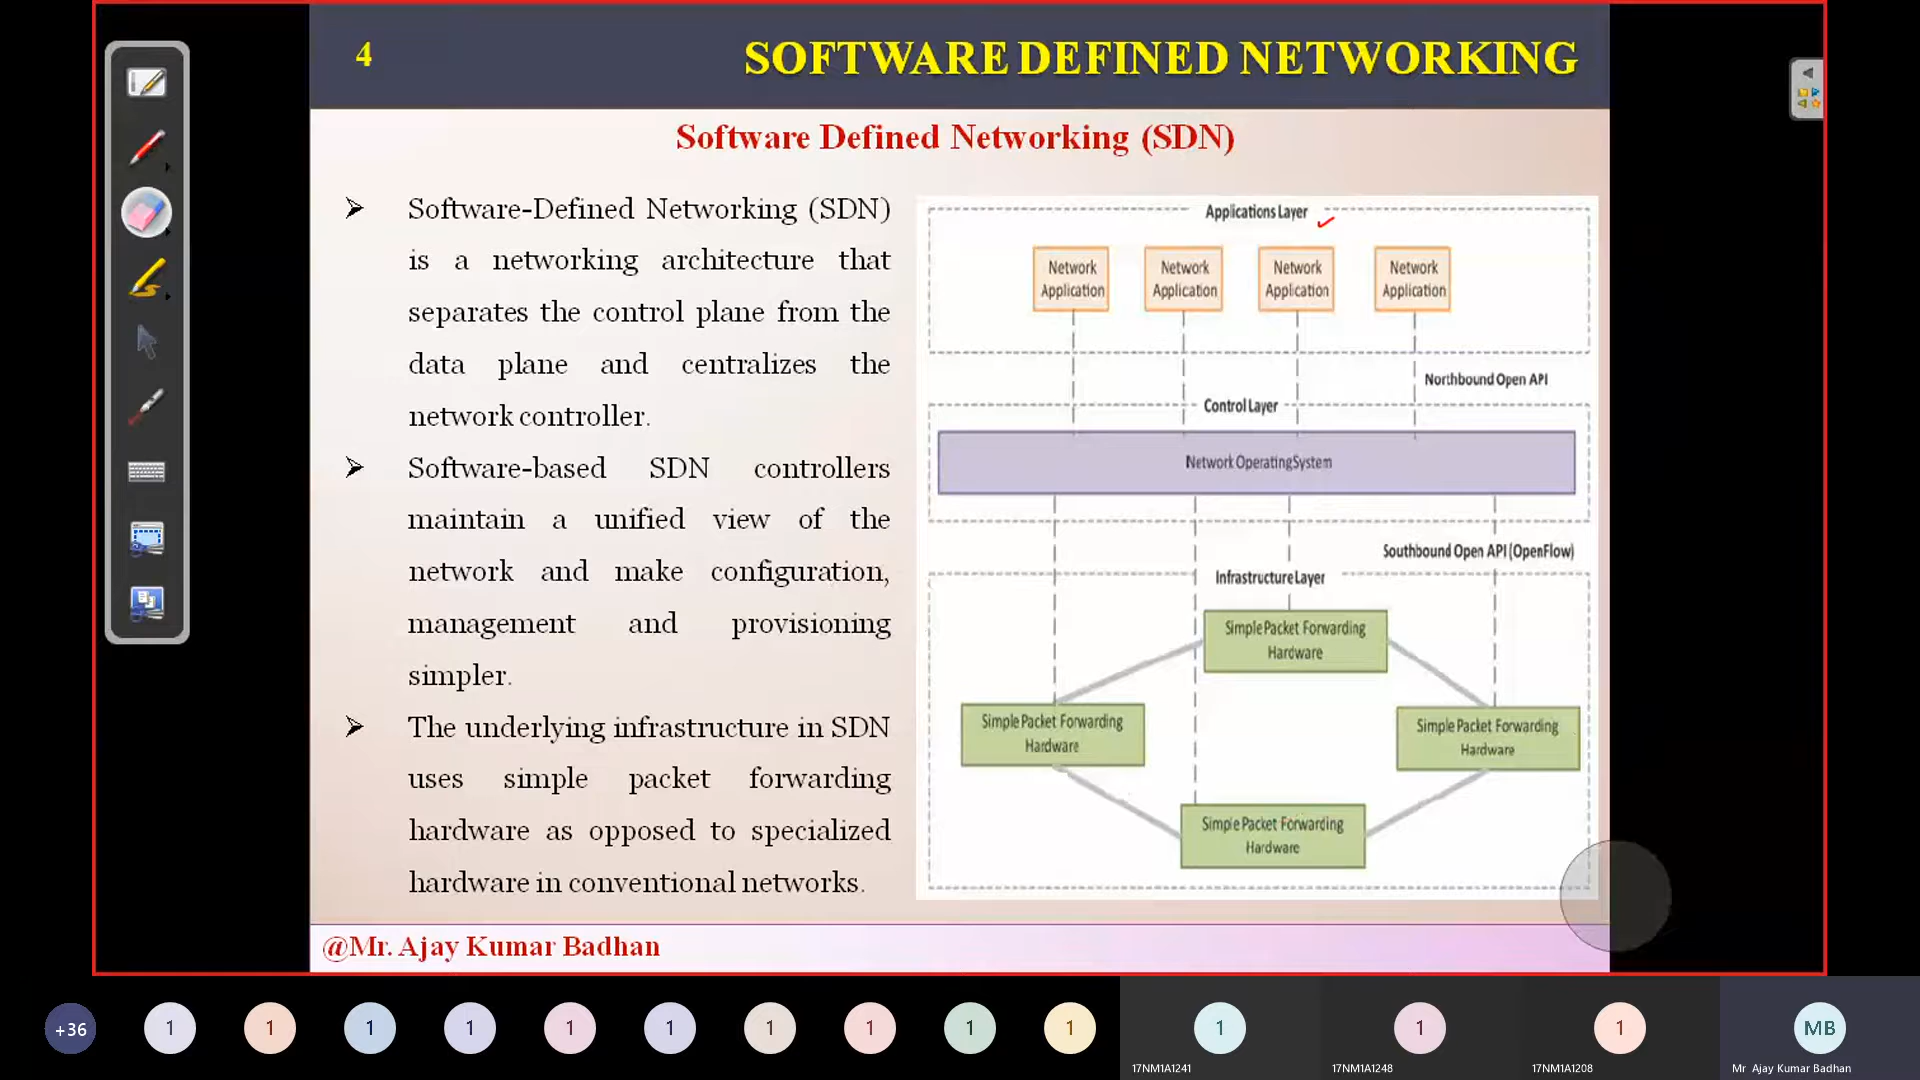 4
SOFTWARE DEFINED NETWORKING
Software Defined Networking (SDN)
Software-Defined Networking (SDN)
is a networking architecture that
separates the control plane from the
data plane and centralizes the
network controller.
Software-based SDN controllers
maintain a unified view of the
network and make configuration,
management and provisioning
simpler.
The underlying infrastructure in SDN
uses simple packet forwarding
hardware as opposed to specialized
hardware in conventional networks.
Applications Layer
Network
Application
Network
Application
Network
Application
Network
Application
Northbound Open API
Control Layer
Network Operating System
Southbound Open API (OpenFlow)
Infrastructure Layer
Simple Packet Forwarding
Hardware
Simple Packet Forwarding
Hardware
Simple Packet Forwarding
Hardware
Simple Packet Forwarding
Hardware
@Mr. Ajay Kumar Badhan
+36
1
1
1
1
1
1
1
1
1
1
1
1
1
MB
17NM1A1241
17NM1A1248
17NM1A1208
Mr Ajay Kumar Badhan